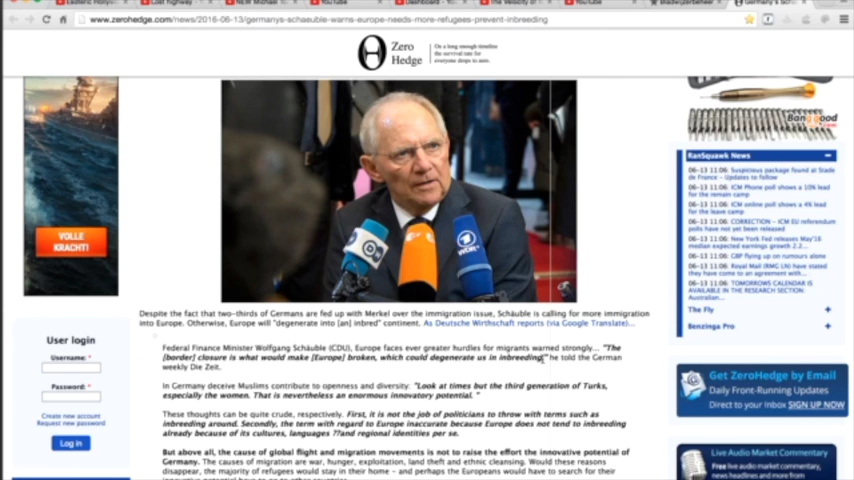 YouTube
YouTube
www.zerohedge.com/news/2016-06-13/germanys-schaeuble-warns-europe-needs-more-refugees-prevent-inbreeding
Zero
Hedge
On a long enough timeline
the survival rate for
everyone drops to zero.
VOLLE
KRACHT!
Banggood
RanSquawk News
06-13 11:06: Suspicious package found at Stade
de France - Updates to follow
06-13 11:06: ICM Phone poll shows a 10% lead
for the remain camp
06-13 11:06: ICM online poll shows a 4% lead
for the leave camp
06-13 11:06: CORRECTION - ICM EU referendum
polls have not yet been released
06-13 11:06: New York Fed releases May'16
median expected earnings growth 2.2...
06-13 11:06: GBP flying up on rumours alone
06-13 11:06: Royal Mail (RMG LN) have stated
they have come to an agreement with...
06-13 11:06: TOMORROWS CALENDAR IS
AVAILABLE IN THE RESEARCH SECTION:
Australian...
The Fly
Benzinga Pro
Despite the fact that two-thirds of Germans are fed up with Merkel over the immigration issue, Schäuble is calling for more immigration
into Europe. Otherwise, Europe will "degenerate into [an] inbred" continent. As Deutsche Wirthschaft reports (via Google Translate)...
Federal Finance Minister Wolfgang Schäuble (CDU), Europe faces ever greater hurdles for migrants warned strongly... "The
[border] closure is what would make [Europe] broken, which could degenerate us in inbreeding," he told the German
weekly Die Zeit.
In Germany deceive Muslims contribute to openness and diversity: "Look at times but the third generation of Turks,
especially the women. That is nevertheless an enormous innovatory potential. "
These thoughts can be quite crude, respectively. First, it is not the job of politicians to throw with terms such as
inbreeding around. Secondly, the term with regard to Europe inaccurate because Europe does not tend to inbreeding
already because of its cultures, languages ??and regional identities per se.
But above all, the cause of global flight and migration movements is not to raise the effort the innovative potential of
Germany. The causes of migration are war, hunger, exploitation, land theft and ethnic cleansing. Would these reasons
disappear, the majority of refugees would stay in their home - and perhaps the Europeans would have to search for their
User login
Username: *
Password: *
Create new account
Request new password
Log in
Get ZeroHedge by Email
Daily Front-Running Updates
Direct to your Inbox SIGN UP NOW
Live Audio Market Commentary
Free live audio market commentary,
news headlines and more from